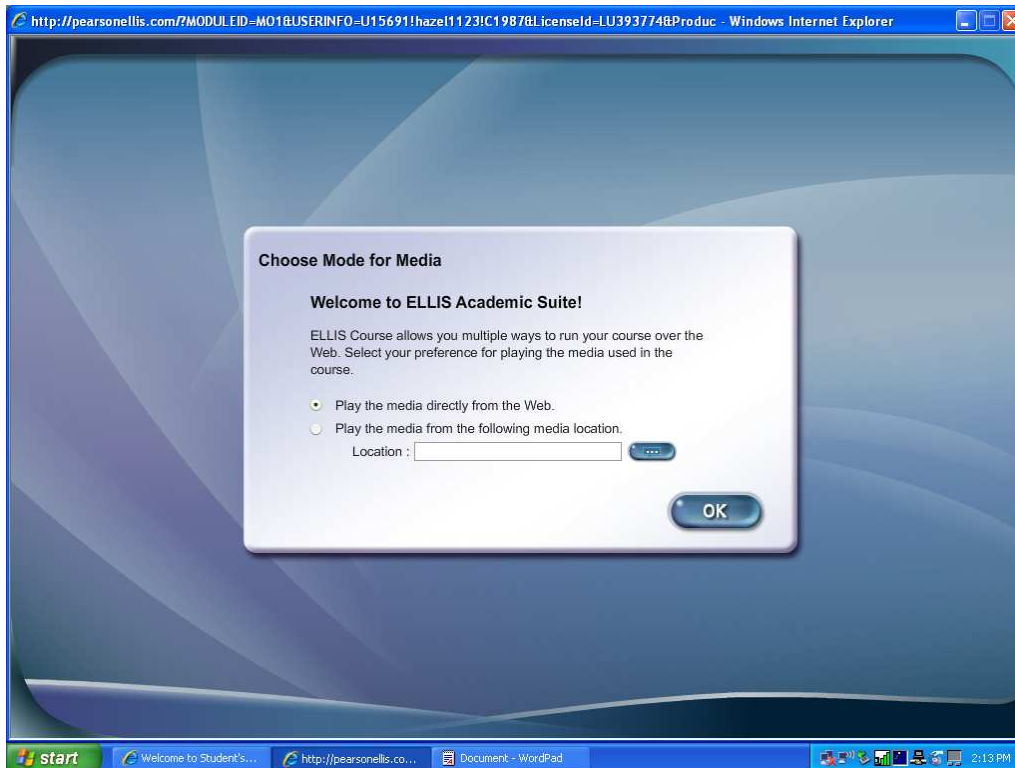 http://pearsonellis.com/?MODULEID=MO1&USERINFO=U15691!hazel1123!C1987&LicenseId=LU393774&Produc - Windows Internet Explorer
Choose Mode for Media
Welcome to ELLIS Academic Suite!
ELLIS Course allows you multiple ways to run your course over the
Web. Select your preference for playing the media used in the
course.
Play the media directly from the Web.
Play the media from the following media location.
Location : ...
OK
start Welcome to Student's... http://pearsonellis.co... Document - WordPad 2:13 PM